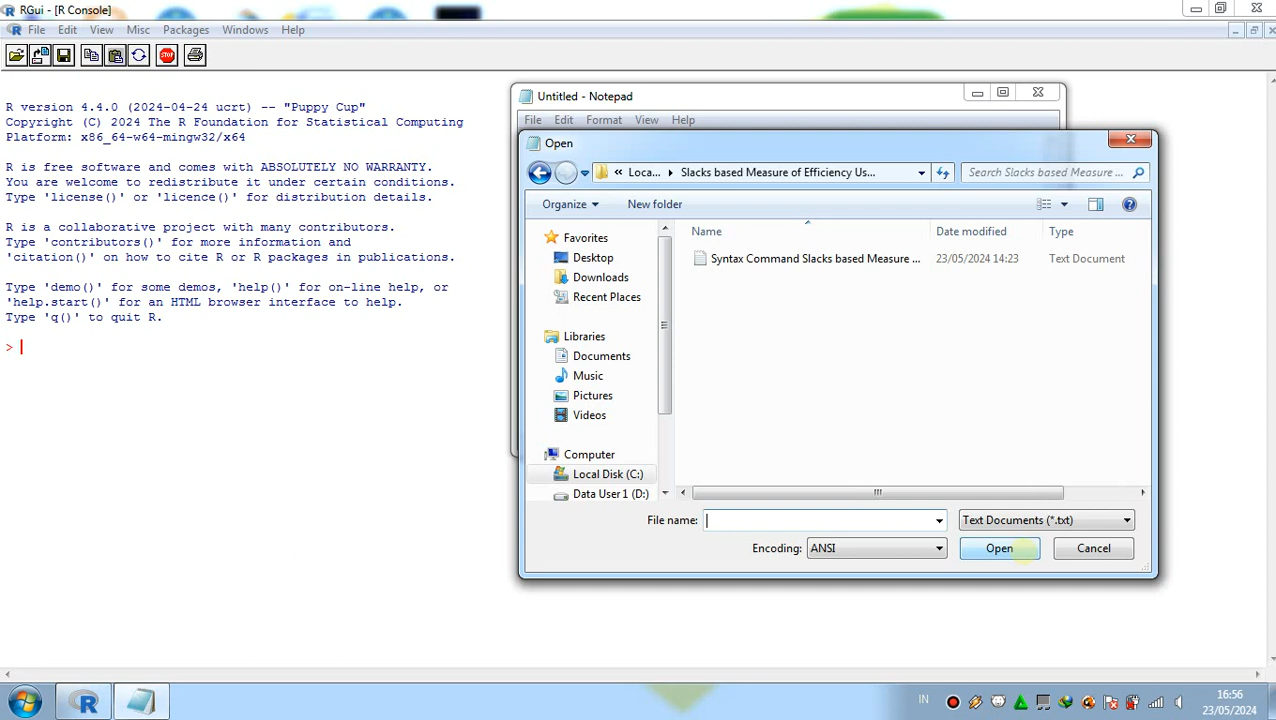 RGui - [R Console]
File Edit View Misc Packages Windows Help
STOP
R version 4.4.0 (2024-04-24 ucrt) -- "Puppy Cup"
Copyright (C) 2024 The R Foundation for Statistical Computing
Platform: x86_64-w64-mingw32/x64
R is free software and comes with ABSOLUTELY NO WARRANTY.
You are welcome to redistribute it under certain conditions.
Type 'license()' or 'licence()' for distribution details.
R is a collaborative project with many contributors.
Type 'contributors()' for more information and
'citation()' on how to cite R or R packages in publications.
Type 'demo()' for some demos, 'help()' for on-line help, or
'help.start()' for an HTML browser interface to help.
Type 'q()' to quit R.
>
Untitled - Notepad
File Edit Format View Help
Open
« Loca... Slacks based Measure of Efficiency Us... Search Slacks based Measure ...
Organize New folder
Favorites
Desktop
Downloads
Recent Places
Libraries
Documents
Music
Pictures
Videos
Computer
Local Disk (C:)
Data User 1 (D:)
Name Date modified Type
Syntax Command Slacks based Measure ... 23/05/2024 14:23 Text Document
File name: Text Documents (*.txt)
Encoding: ANSI Open Cancel
IN
16:56
23/05/2024